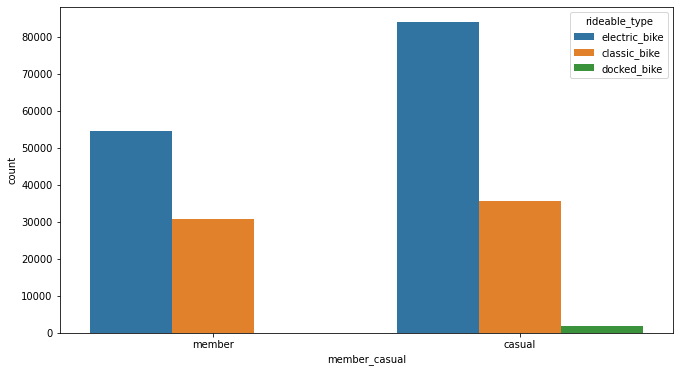 rideable_type
electric_bike
classic_bike
docked_bike
80000
70000
60000
50000
40000
30000
20000
10000
0
count
member
casual
member_casual